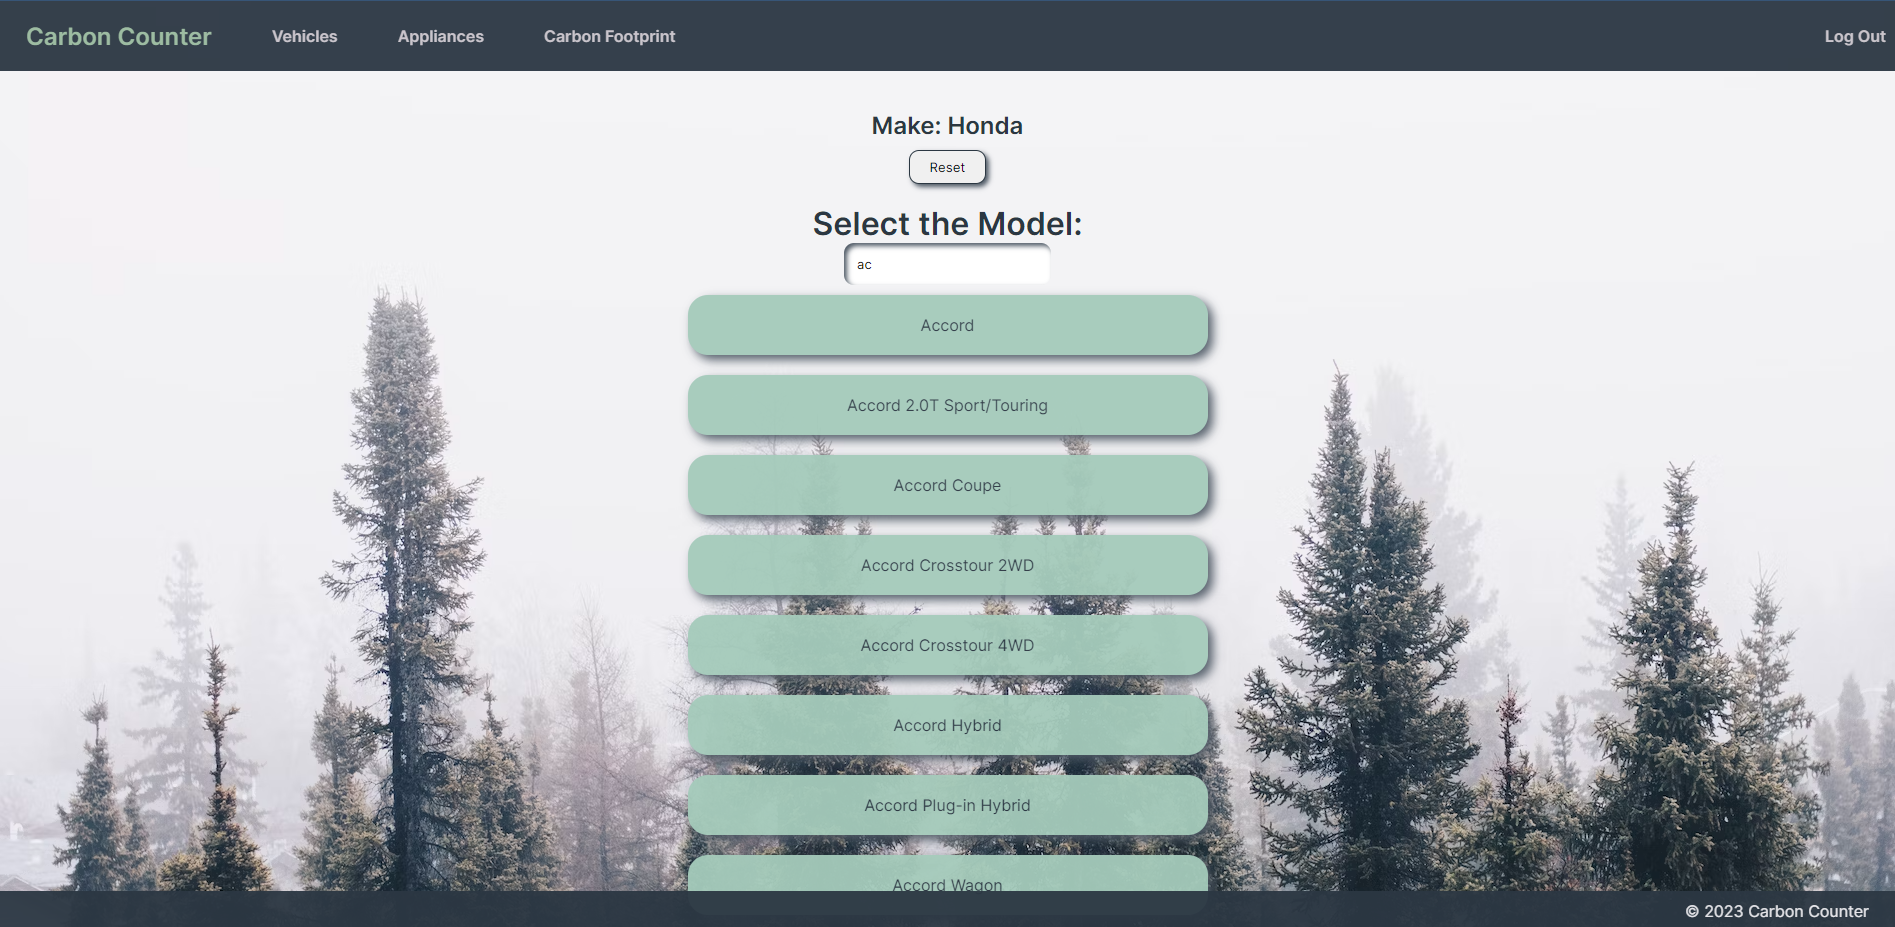 Carbon Counter Vehicles Appliances Carbon Footprint Log Out
Make: Honda
Reset
Select the Model:
ac
Accord
Accord 2.0T Sport/Touring
Accord Coupe
Accord Crosstour 2WD
Accord Crosstour 4WD
Accord Hybrid
Accord Plug-in Hybrid
Accord Wagon
© 2023 Carbon Counter